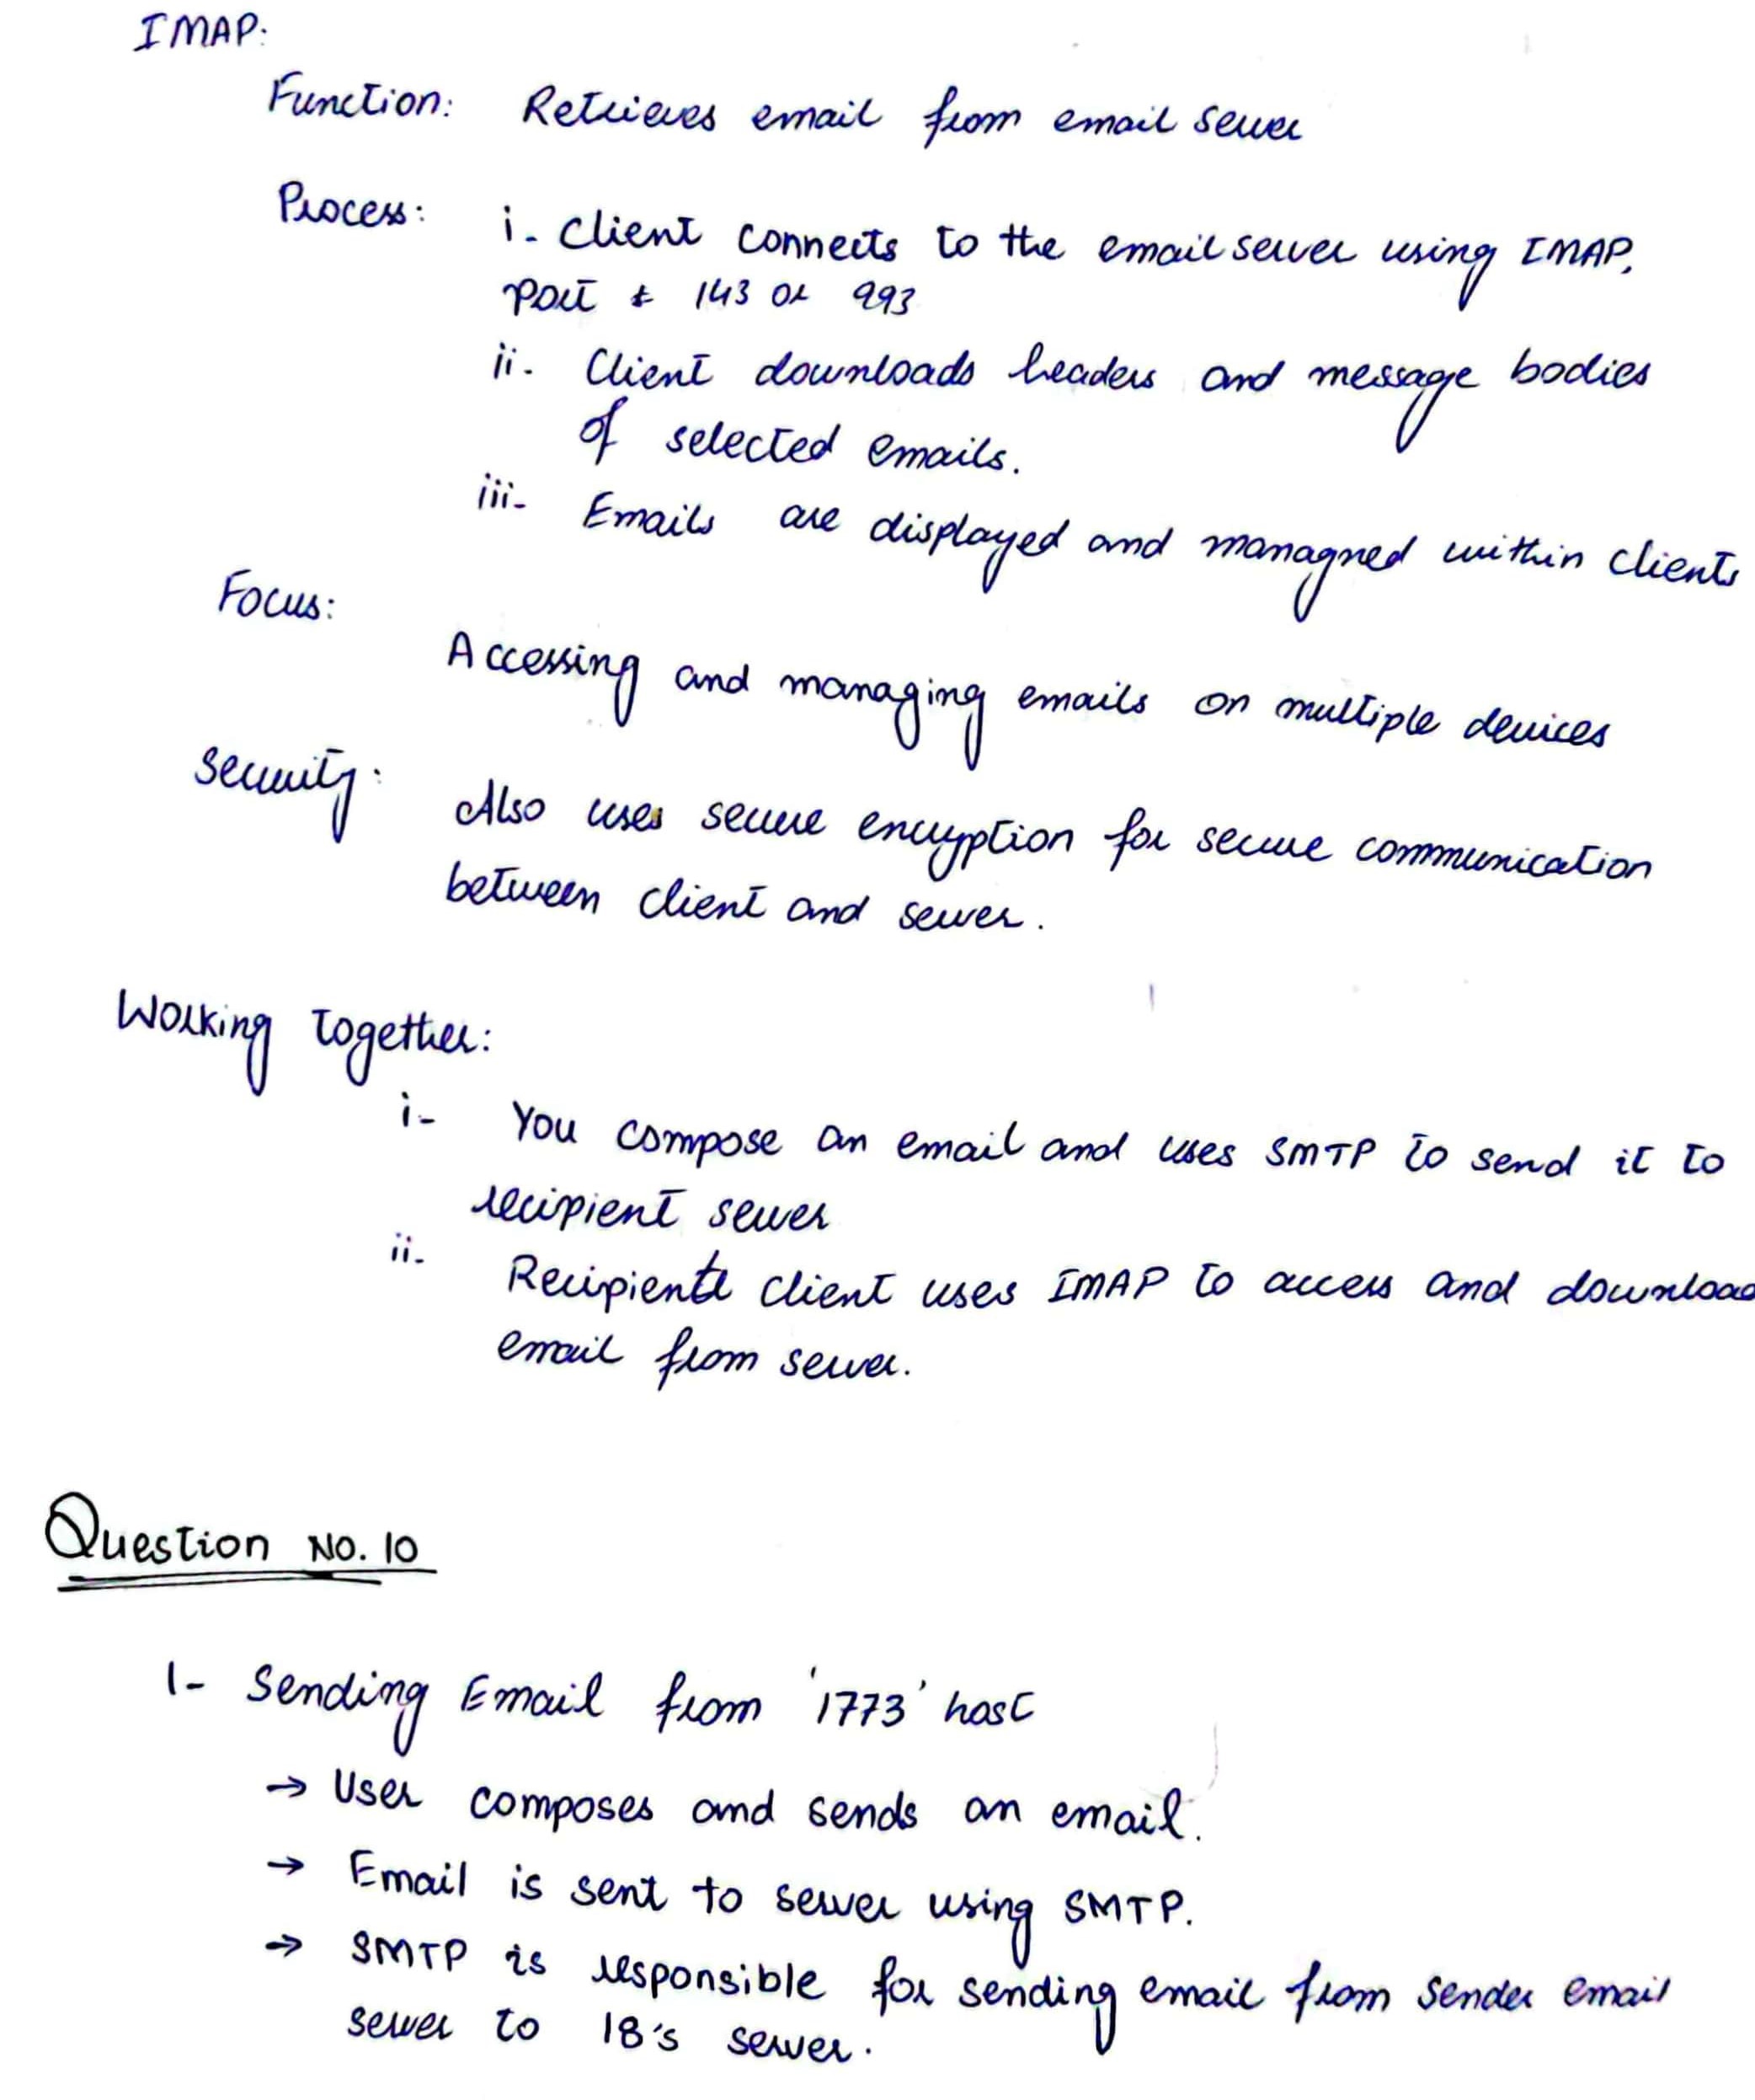 IMAP:
Function: Retrieves email from email server
Process: i- Client connects to the email server using IMAP,
port 143 or 993
ii- Client downloads headers and message bodies
of selected emails.
iii- Emails are displayed and managned within clients
Focus:
Accessing and managing emails on multiple devices
Security:
Also uses secure encryption for secure communication
between client and server.
Working together:
i- You compose an email and uses SMTP to send it to
recipient server
ii- Recipient client uses IMAP to access and download
email from server.
Question NO. 10
1- Sending Email from '1773' host
→ User composes and sends an email.
→ Email is sent to server using SMTP.
→ SMTP is responsible for sending email from sender email
server to 18's server.